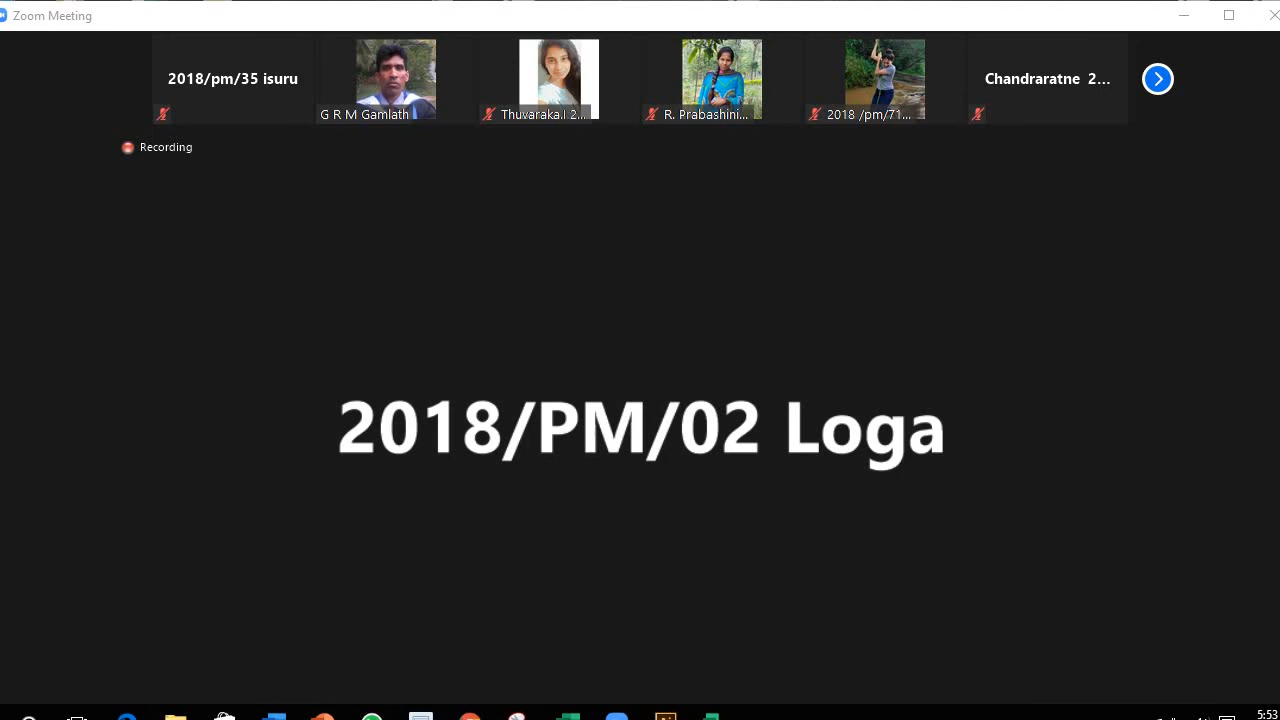 Zoom Meeting
2018/pm/35 isuru
G R M Gamlath
Thuvaraka.I 2...
R. Prabashini...
2018 /pm/71...
Chandraratne 2...
Recording
2018/PM/02 Loga
5:53